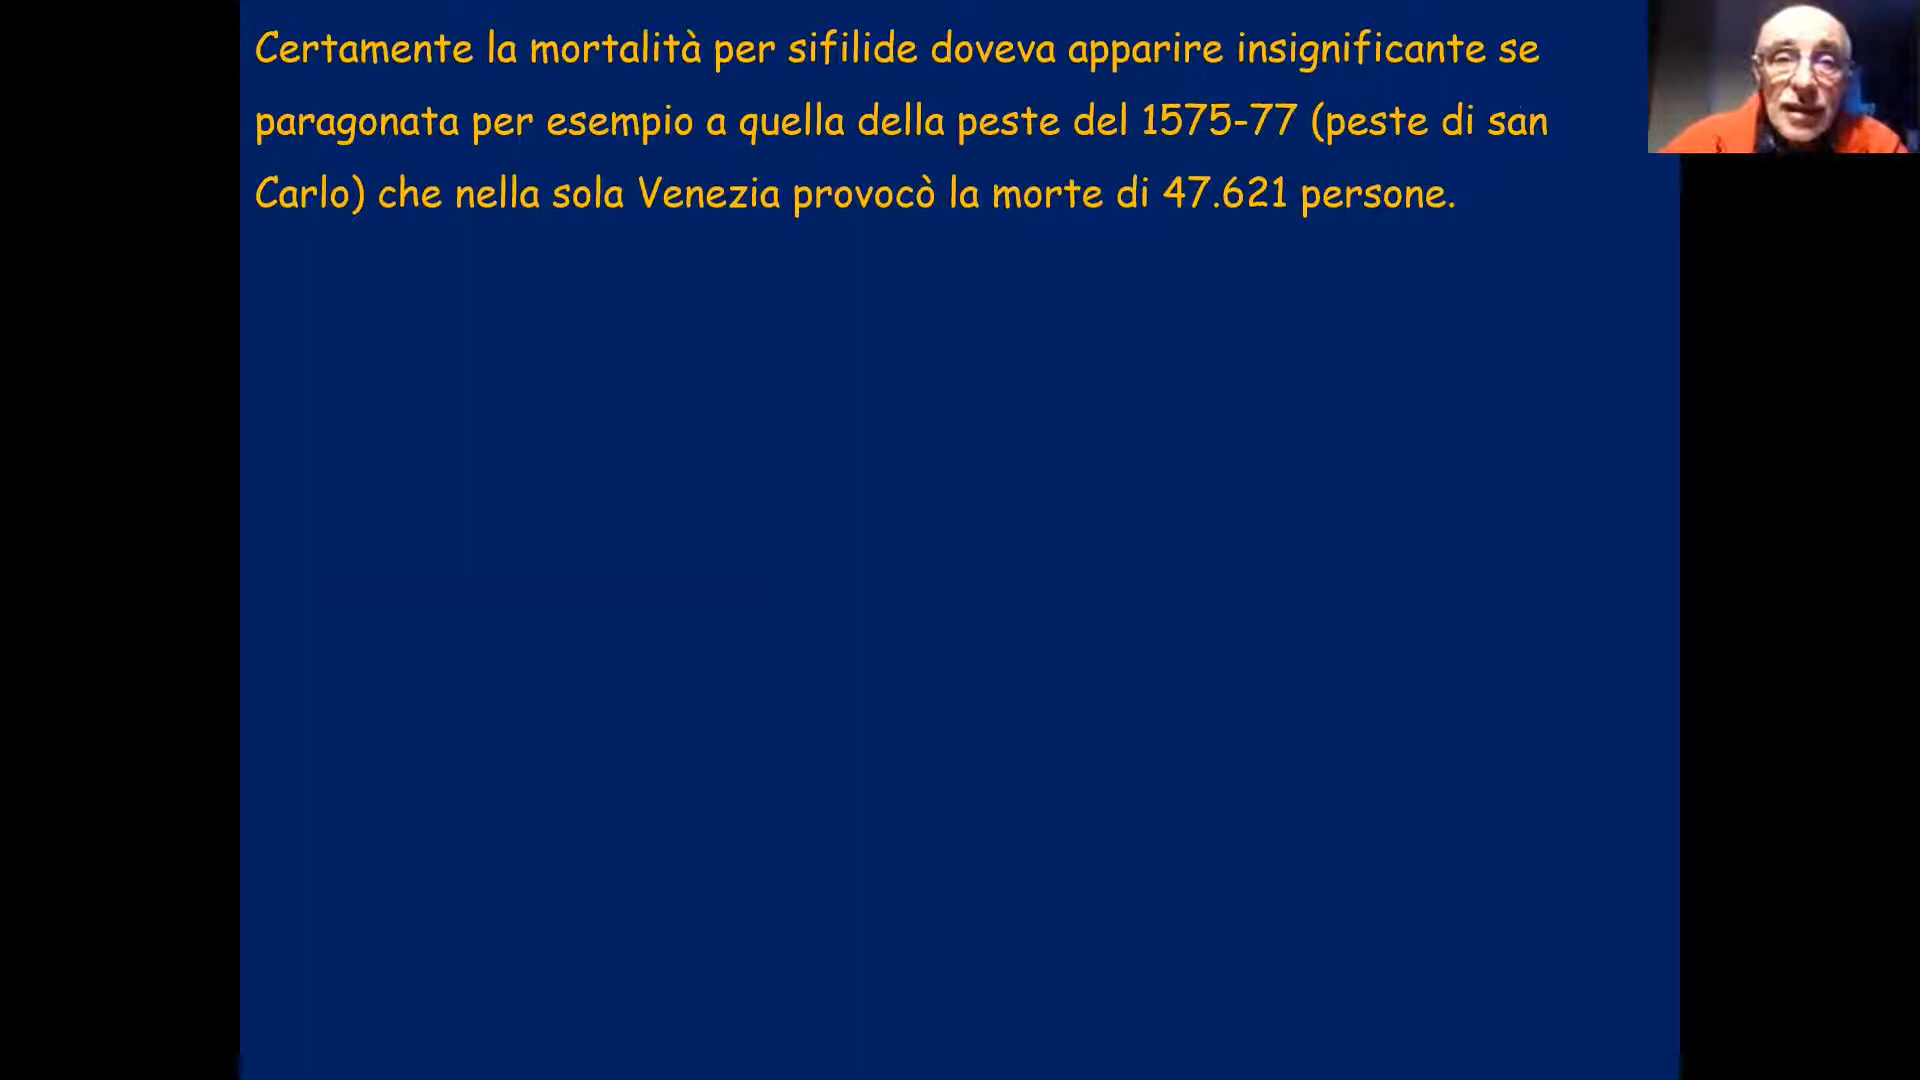 Certamente la mortalità per sifilide doveva apparire insignificante se
paragonata per esempio a quella della peste del 1575-77 (peste di san
Carlo) che nella sola Venezia provocò la morte di 47.621 persone.